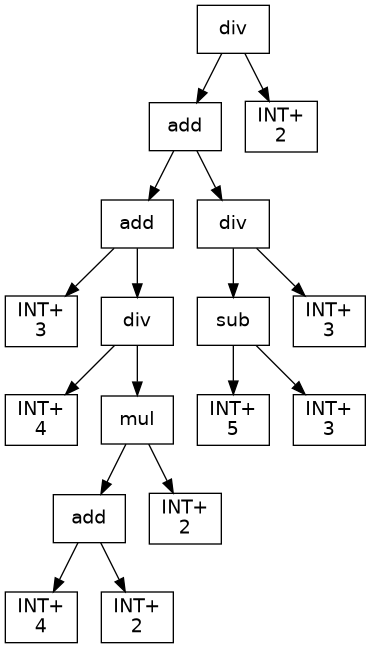 div
add
INT+
2
add
div
INT+
3
div
sub
INT+
3
INT+
4
mul
INT+
5
INT+
3
add
INT+
2
INT+
4
INT+
2